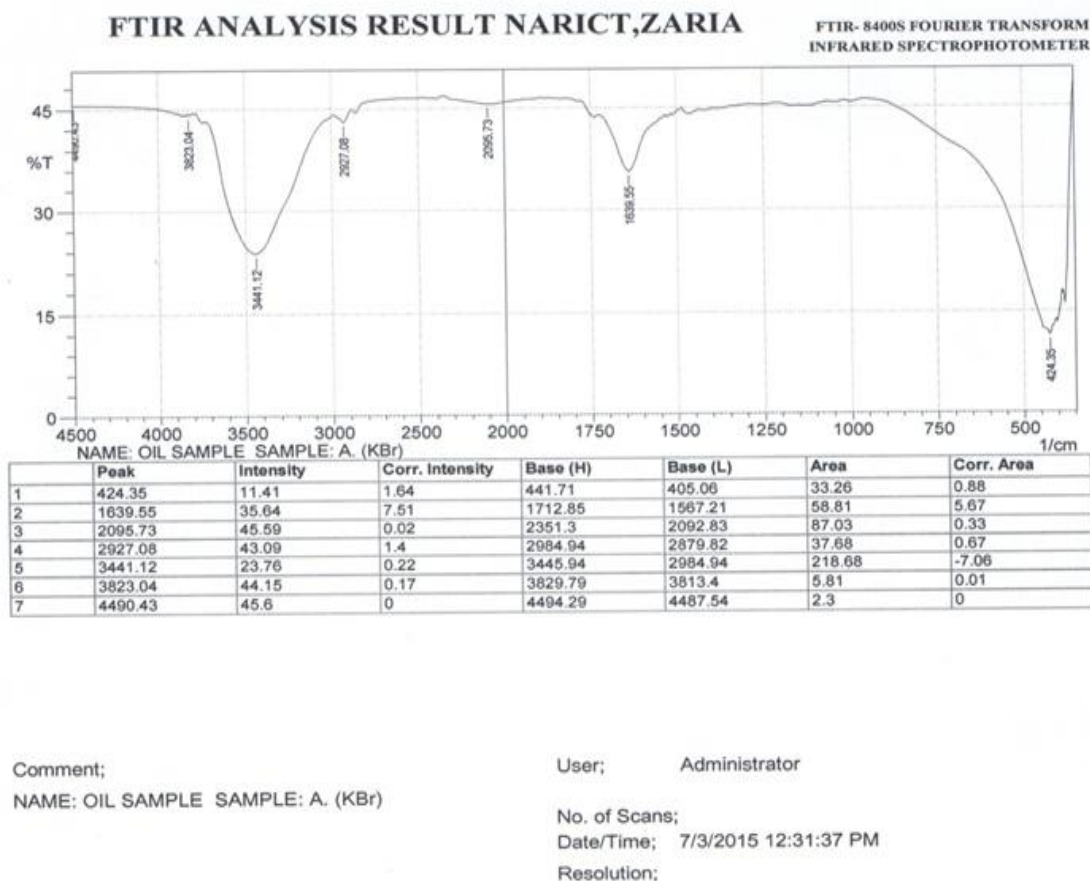 FTIR ANALYSIS RESULT NARICT,ZARIA
FTIR- 8400S FOURIER TRANSFORM
INFRARED SPECTROPHOTOMETER
45
%T
30
15
0
4490.43
3823.04
3441.12
2927.08
2095.73
1639.55
424.35
4500 4000 3500 3000 2500 2000 1750 1500 1250 1000 750 500
1/cm
NAME: OIL SAMPLE SAMPLE: A. (KBr)
Peak Intensity Corr. Intensity Base (H) Base (L) Area Corr. Area
1 424.35 11.41 1.64 441.71 405.06 33.26 0.88
2 1639.55 35.64 7.51 1712.85 1567.21 58.81 5.67
3 2095.73 45.59 0.02 2351.3 2092.83 87.03 0.33
4 2927.08 43.09 1.4 2984.94 2879.82 37.68 0.67
5 3441.12 23.76 0.22 3445.94 2984.94 218.68 -7.06
6 3823.04 44.15 0.17 3829.79 3813.4 5.81 0.01
7 4490.43 45.6 0 4494.29 4487.54 2.3 0
Comment;
NAME: OIL SAMPLE SAMPLE: A. (KBr)
User; Administrator
No. of Scans;
Date/Time; 7/3/2015 12:31:37 PM
Resolution;